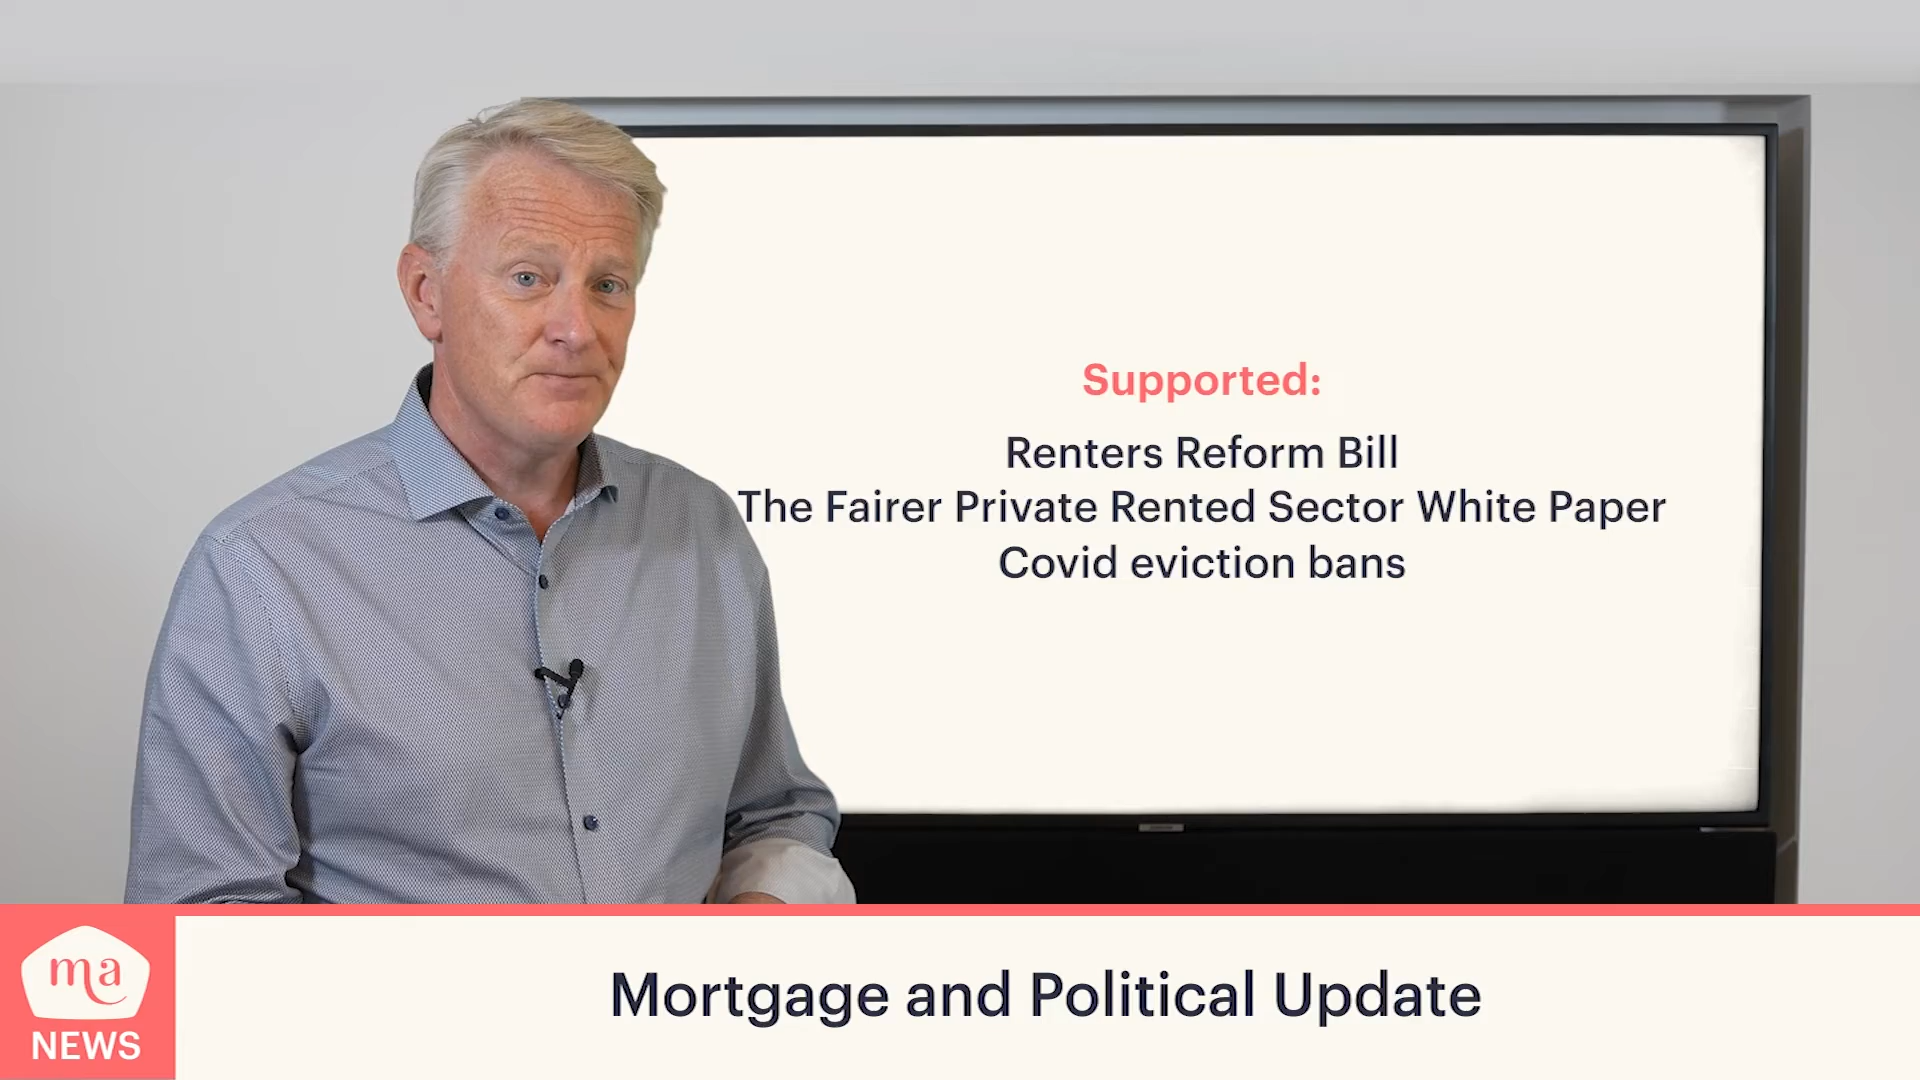 Supported:
Renters Reform Bill
The Fairer Private Rented Sector White Paper
Covid eviction bans
ma
NEWS
Mortgage and Political Update